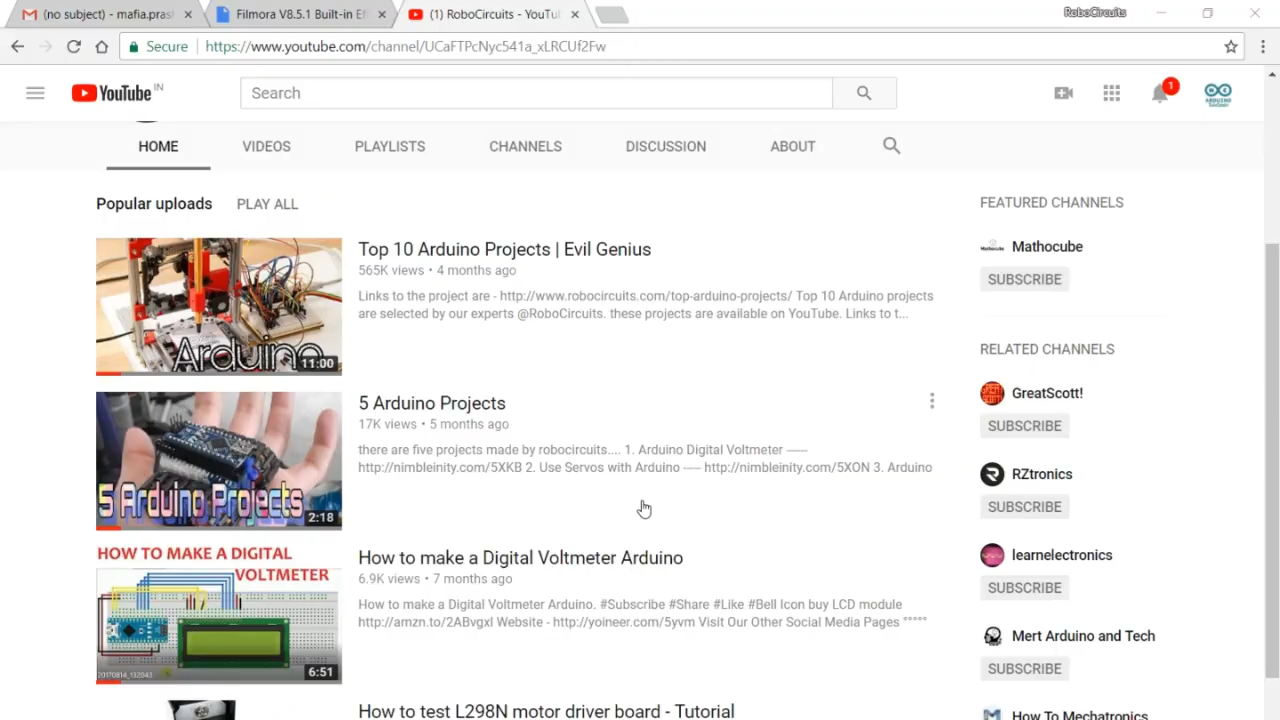 (no subject) - mafia.pras
Filmora V8.5.1 Built-in Ef
(1) RoboCircuits - YouTu
RoboCircuits
Secure
https://www.youtube.com/channel/UCaFTPcNyc541a_xLRCUf2Fw
YouTube IN
Search
1
HOME
VIDEOS
PLAYLISTS
CHANNELS
DISCUSSION
ABOUT
Popular uploads
PLAY ALL
Arduino
11:00
Top 10 Arduino Projects | Evil Genius
565K views • 4 months ago
Links to the project are - http://www.robocircuits.com/top-arduino-projects/ Top 10 Arduino projects
are selected by our experts @RoboCircuits. these projects are available on YouTube. Links to t...
5 Arduino Projects
2:18
5 Arduino Projects
17K views • 5 months ago
there are five projects made by robocircuits.... 1. Arduino Digital Voltmeter -----
http://nimbleinity.com/5XKB 2. Use Servos with Arduino ---- http://nimbleinity.com/5XON 3. Arduino
HOW TO MAKE A DIGITAL
VOLTMETER
20170814_132043
6:51
How to make a Digital Voltmeter Arduino
6.9K views • 7 months ago
How to make a Digital Voltmeter Arduino. #Subscribe #Share #Like #Bell Icon buy LCD module
http://amzn.to/2ABvgxl Website - http://yoineer.com/5yvm Visit Our Other Social Media Pages *****
How to test L298N motor driver board - Tutorial
FEATURED CHANNELS
Mathocube
SUBSCRIBE
RELATED CHANNELS
GreatScott!
SUBSCRIBE
RZtronics
SUBSCRIBE
learnelectronics
SUBSCRIBE
Mert Arduino and Tech
SUBSCRIBE
How To Mechatronics